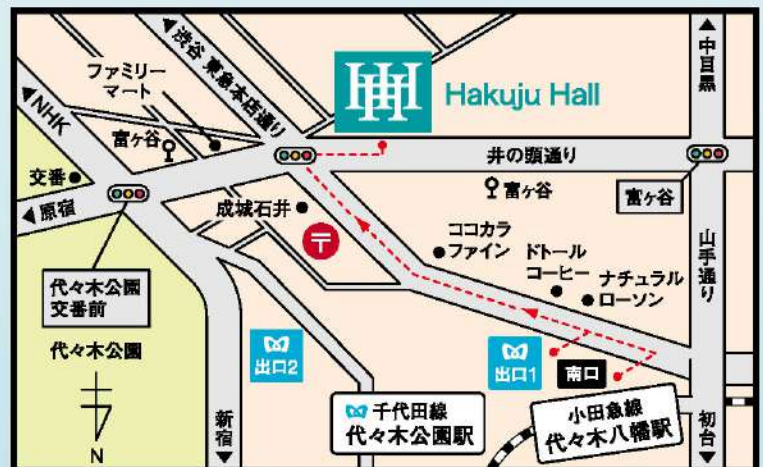 渋谷 東急本店通り
ファミリー
マート
NHK
富ヶ谷
交番
原宿
HH
Hakuju Hall
中目黒
井の頭通り
富ヶ谷
富ヶ谷
成城石井
〒
ココカラ
ファイン
ドトール
コーヒー
ナチュラル
ローソン
山手通り
代々木公園
交番前
代々木公園
N
新宿
出口2
出口1
南口
千代田線
代々木公園駅
小田急線
代々木八幡駅
初台